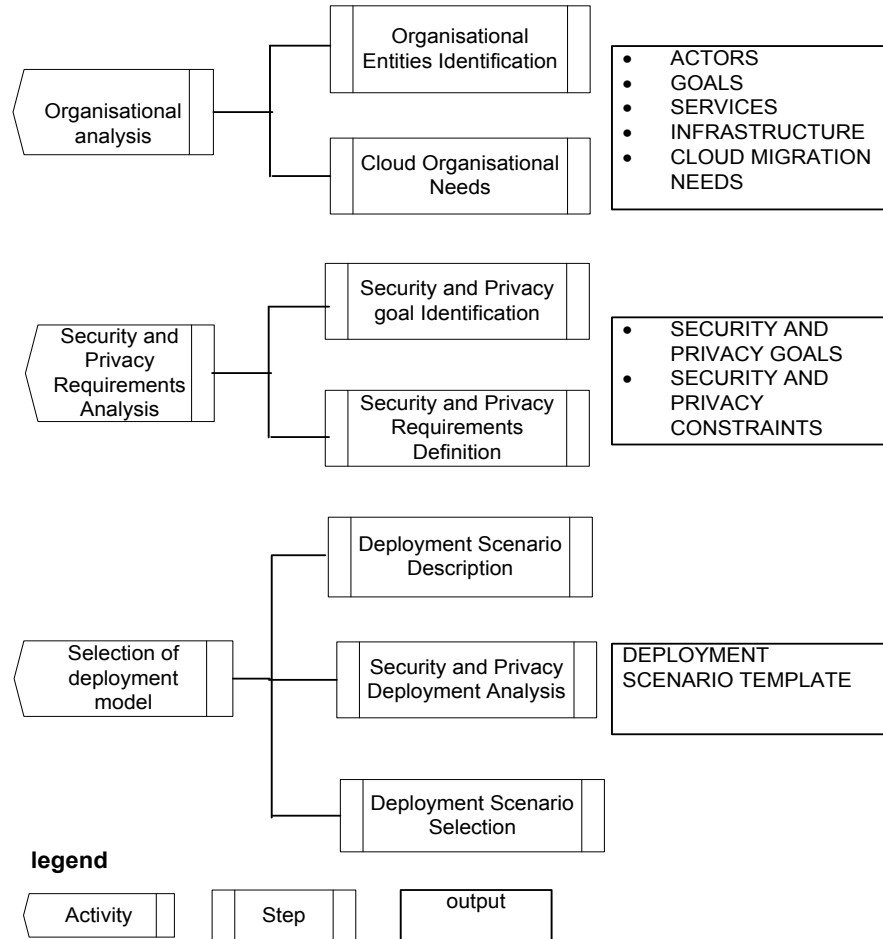 Organisational
analysis
Organisational
Entities Identification
Cloud Organisational
Needs
• ACTORS
• GOALS
• SERVICES
• INFRASTRUCTURE
• CLOUD MIGRATION
NEEDS
Security and
Privacy
Requirements
Analysis
Security and Privacy
goal Identification
Security and Privacy
Requirements
Definition
• SECURITY AND
PRIVACY GOALS
• SECURITY AND
PRIVACY
CONSTRAINTS
Selection of
deployment
model
Deployment Scenario
Description
Security and Privacy
Deployment Analysis
Deployment Scenario
Selection
DEPLOYMENT
SCENARIO TEMPLATE
legend
Activity
Step
output